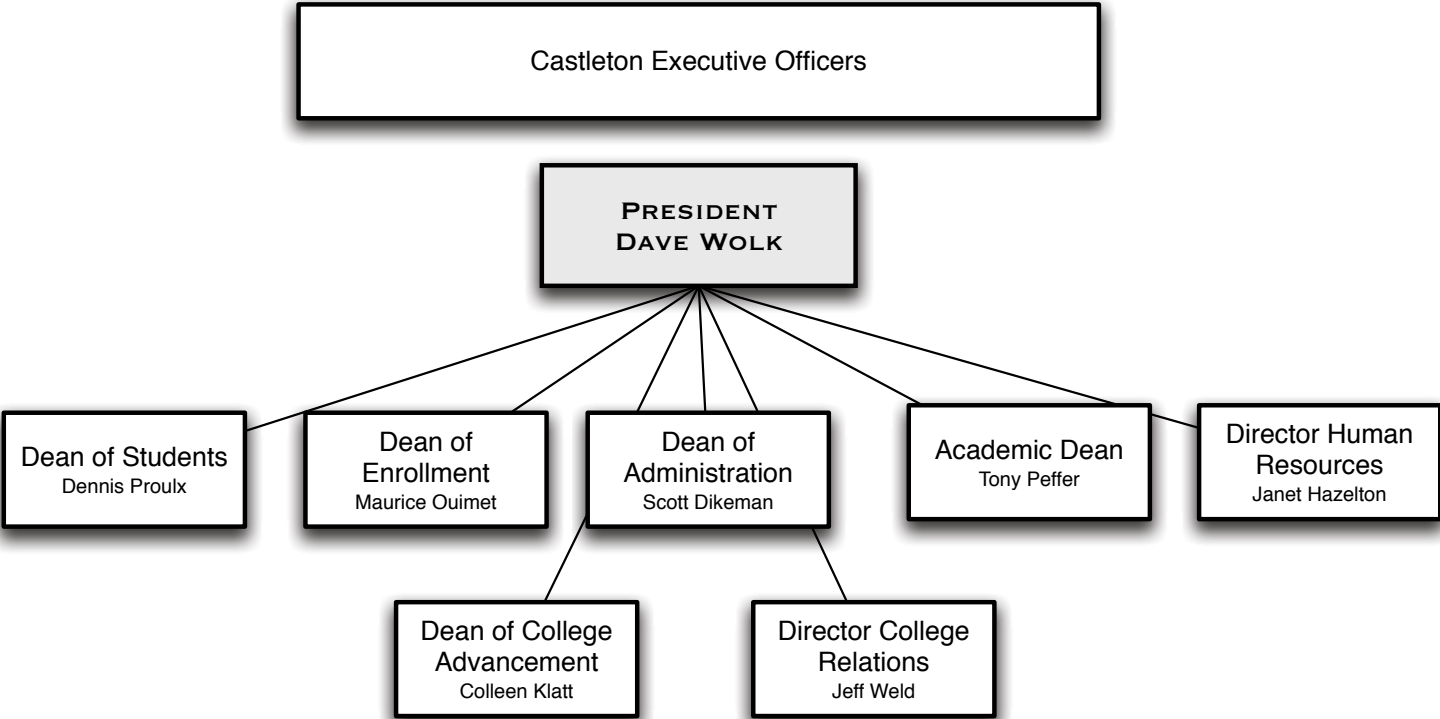 Castleton Executive Officers
PRESIDENT
DAVE WOLK
Dean of Students
Dennis Proulx
Dean of
Enrollment
Maurice Ouimet
Dean of
Administration
Scott Dikeman
Academic Dean
Tony Peffer
Director Human
Resources
Janet Hazelton
Dean of College
Advancement
Colleen Klatt
Director College
Relations
Jeff Weld